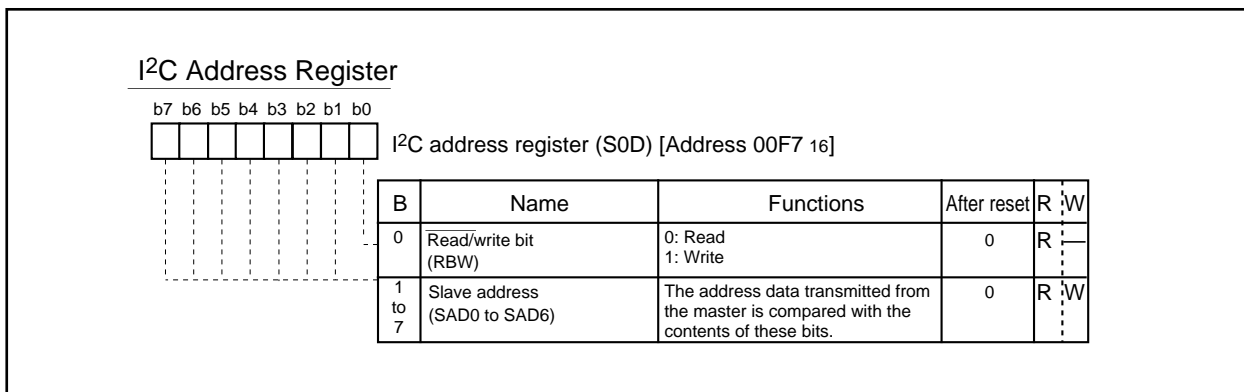 I2C Address Register
b7 b6 b5 b4 b3 b2 b1 b0
I2C address register (S0D) [Address 00F7 16]
B Name Functions After reset R W
0 Read/write bit (RBW) 0: Read 1: Write 0 R —
1 to 7 Slave address (SAD0 to SAD6) The address data transmitted from the master is compared with the contents of these bits. 0 R W